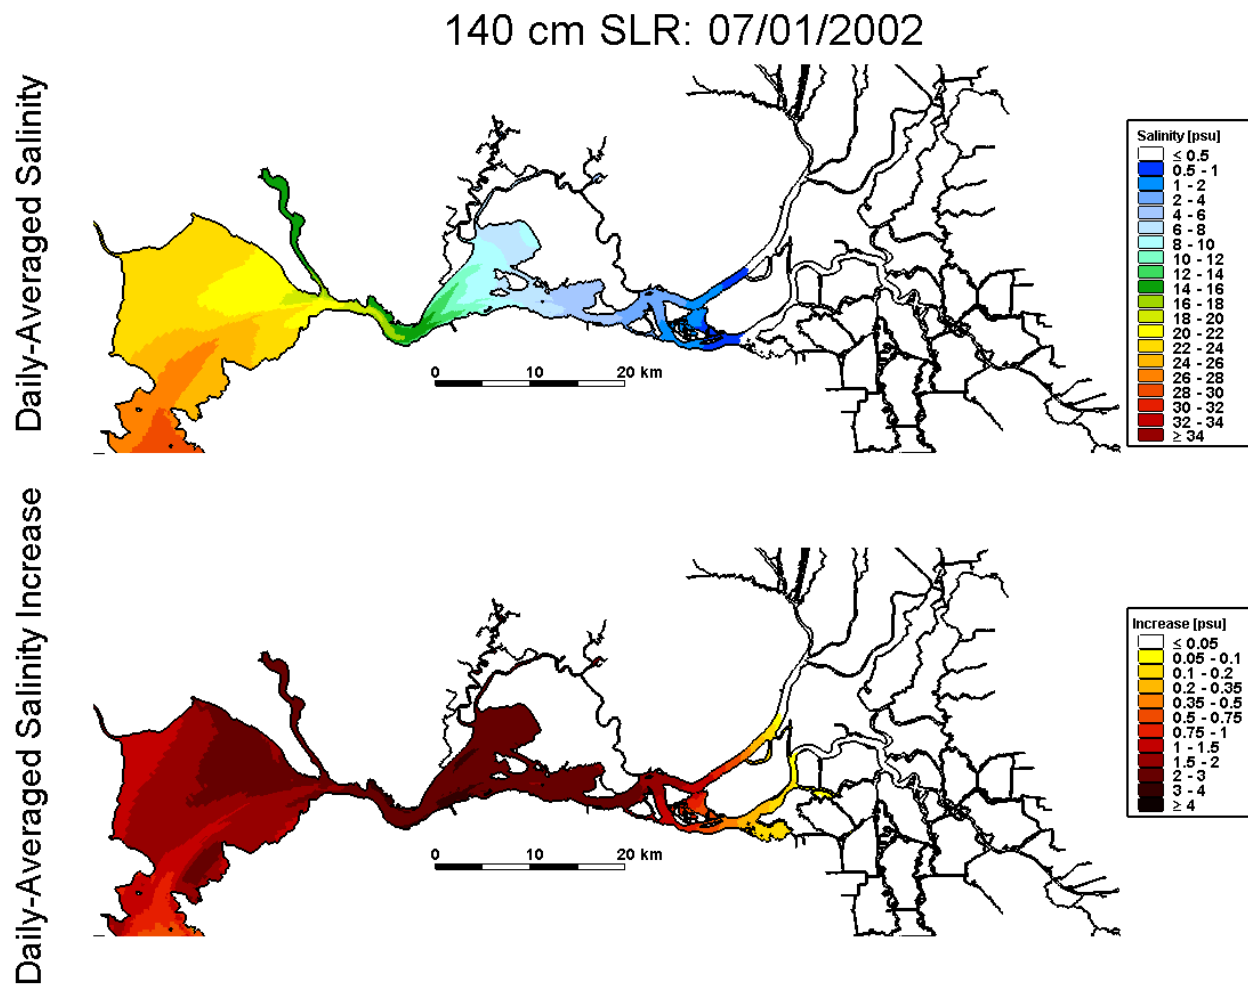 140 cm SLR: 07/01/2002
Daily-Averaged Salinity
Salinity [psu]
≤ 0.5
0.5 - 1
1 - 2
2 - 4
4 - 6
6 - 8
8 - 10
10 - 12
12 - 14
14 - 16
16 - 18
18 - 20
20 - 22
22 - 24
24 - 26
26 - 28
28 - 30
30 - 32
32 - 34
≥ 34
0 10 20 km
Daily-Averaged Salinity Increase
Increase [psu]
≤ 0.05
0.05 - 0.1
0.1 - 0.2
0.2 - 0.35
0.35 - 0.5
0.5 - 0.75
0.75 - 1
1 - 1.5
1.5 - 2
2 - 3
3 - 4
≥ 4
0 10 20 km